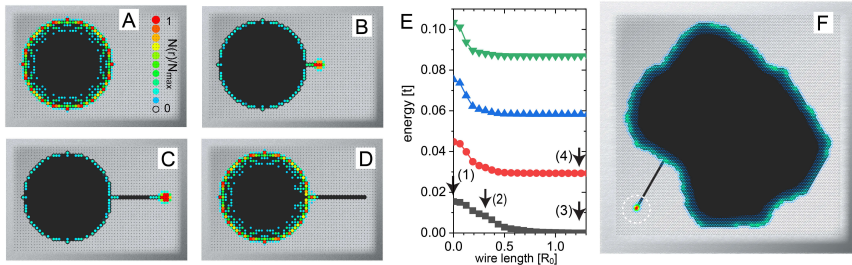 A
1
N(r)/Nmax
0
B
C
D
E
energy [t]
0.10
0.08
0.06
0.04
0.02
0.00
(1)
(2)
(3)
(4)
0.0
0.5
1.0
wire length [R0]
F